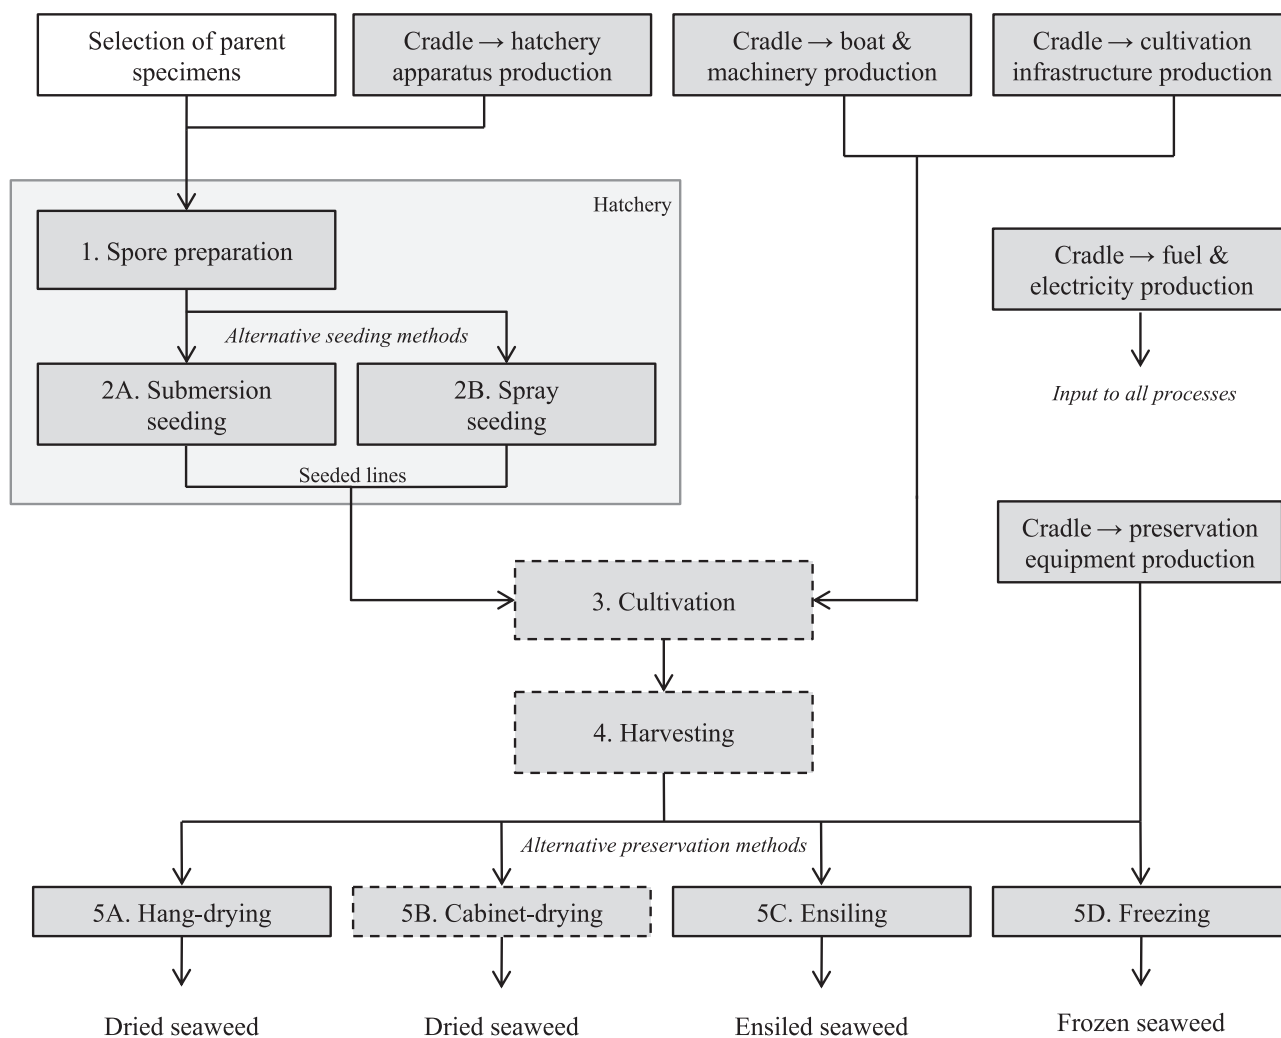 Selection of parent
specimens
Cradle → hatchery
apparatus production
Cradle → boat &
machinery production
Cradle → cultivation
infrastructure production
Hatchery
1. Spore preparation
Cradle → fuel &
electricity production
Alternative seeding methods
2A. Submersion
seeding
2B. Spray
seeding
Input to all processes
Seeded lines
Cradle → preservation
equipment production
3. Cultivation
4. Harvesting
Alternative preservation methods
5A. Hang-drying
5B. Cabinet-drying
5C. Ensiling
5D. Freezing
Dried seaweed
Dried seaweed
Ensiled seaweed
Frozen seaweed